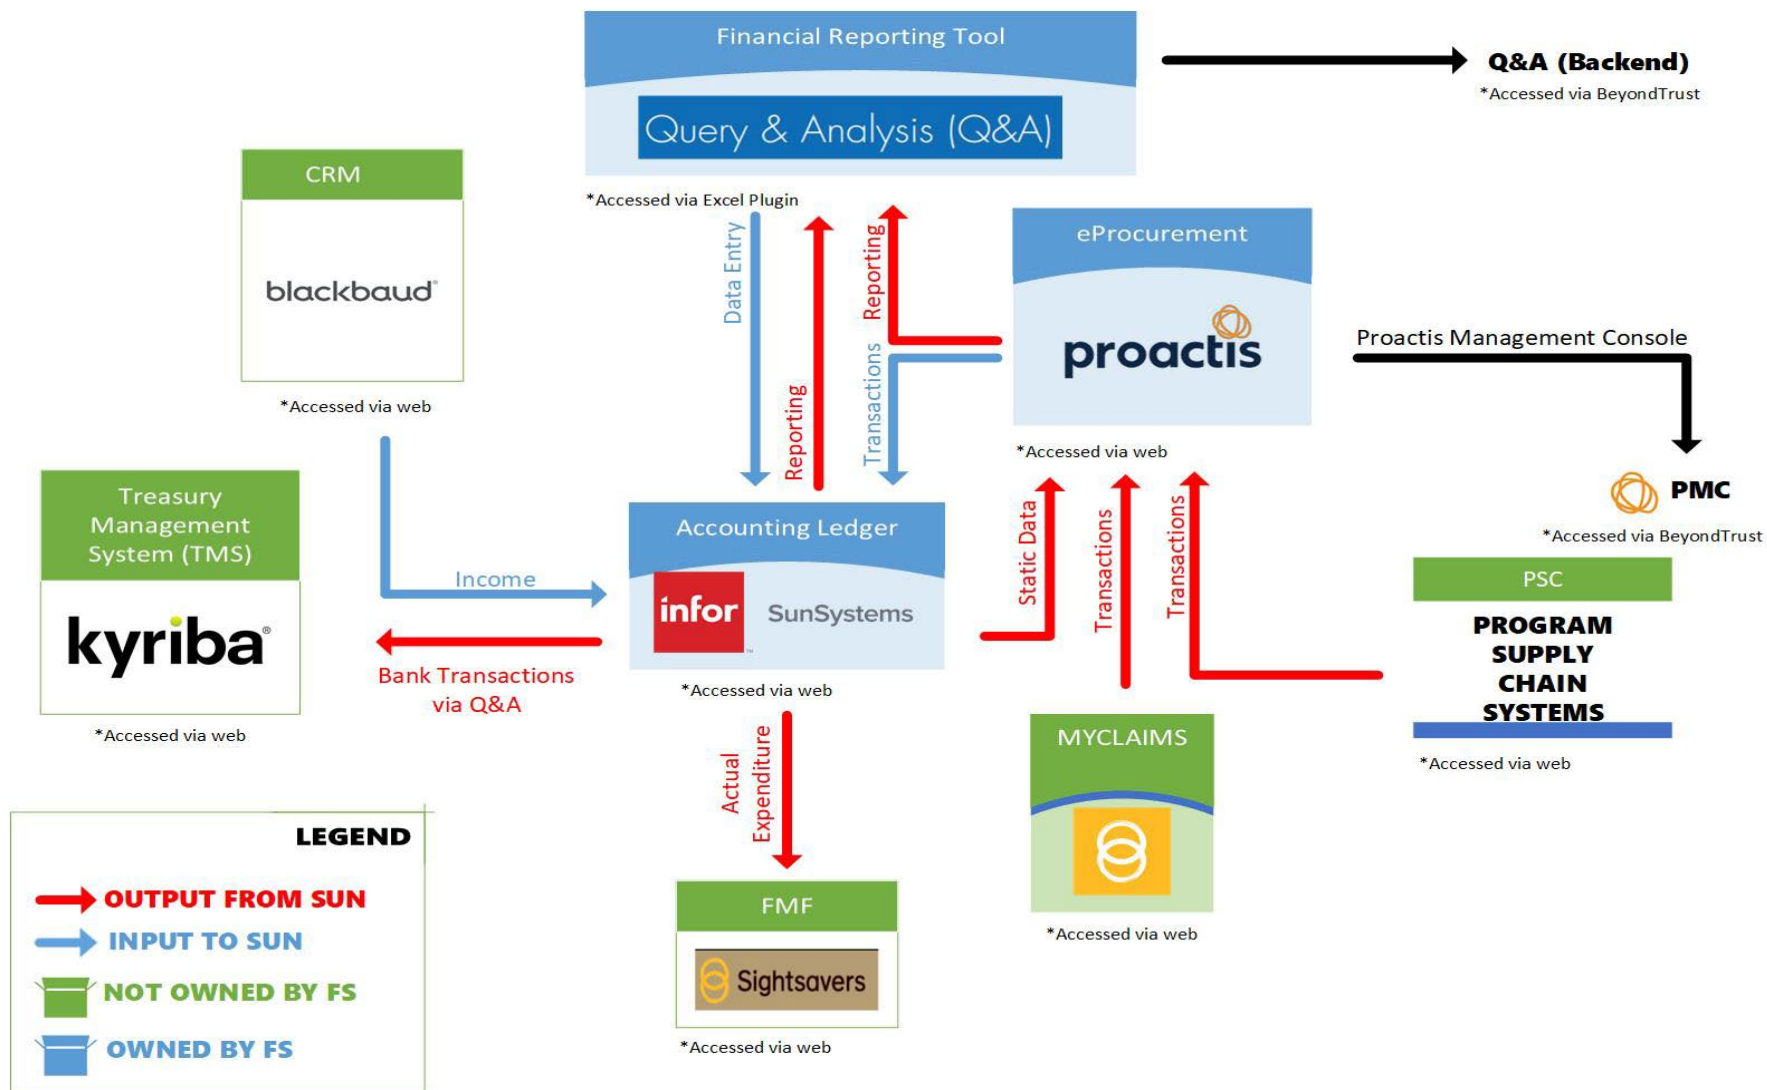 Financial Reporting Tool
Query & Analysis (Q&A)
*Accessed via Excel Plugin
Q&A (Backend)
*Accessed via BeyondTrust
CRM
blackbaud®
*Accessed via web
Data Entry
Reporting
Reporting
Transactions
eProcurement
proactis
*Accessed via web
Proactis Management Console
PMC
*Accessed via BeyondTrust
Treasury
Management
System (TMS)
kyriba®
*Accessed via web
Income
Bank Transactions
via Q&A
Accounting Ledger
infor™
SunSystems
*Accessed via web
Static Data
Transactions
Transactions
PSC
PROGRAM
SUPPLY
CHAIN
SYSTEMS
*Accessed via web
MYCLAIMS
*Accessed via web
Actual
Expenditure
FMF
Sightsavers
*Accessed via web
LEGEND
OUTPUT FROM SUN
INPUT TO SUN
NOT OWNED BY FS
OWNED BY FS